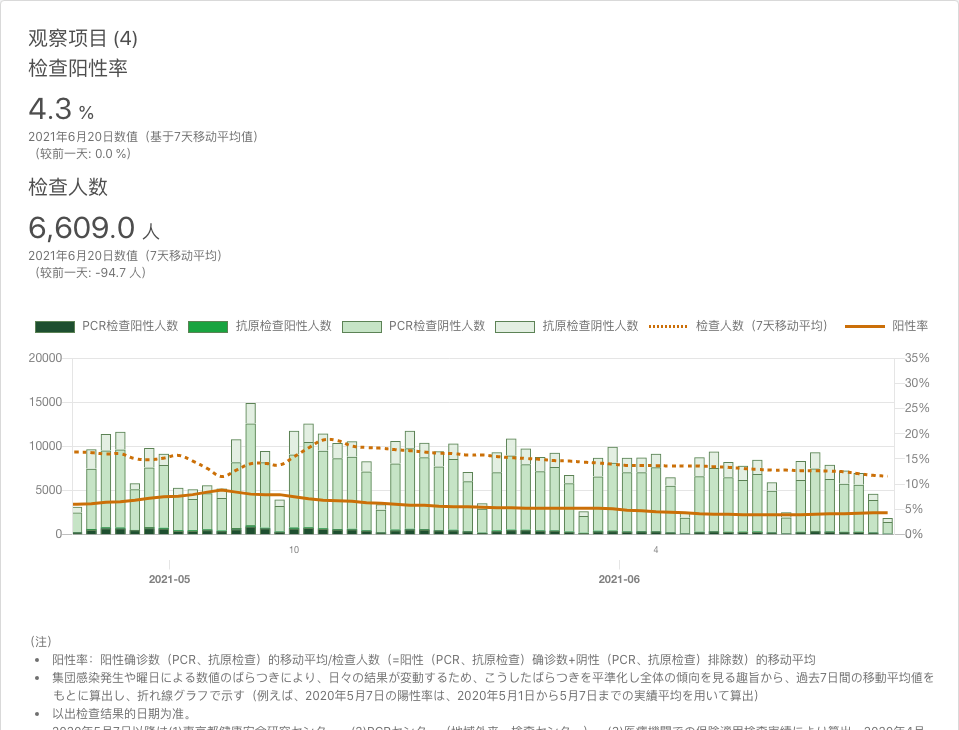 观察项目 (4)
检查阳性率
4.3 %
2021年6月20日数值（基于7天移动平均值）
（较前一天: 0.0 %）
检查人数
6,609.0 人
2021年6月20日数值（7天移动平均）
（较前一天: -94.7 人）
PCR检查阳性人数 抗原检查阳性人数 PCR检查阴性人数 抗原检查阴性人数 检查人数（7天移动平均） 阳性率
20000 35%
30%
15000 25%
20%
10000 15%
5000 10%
5%
0 0%
10 4
2021-05 2021-06
（注）
• 阳性率：阳性确诊数（PCR、抗原检查）的移动平均/检查人数（=阳性（PCR、抗原检查）确诊数+阴性（PCR、抗原检查）排除数）的移动平均
• 集団感染発生や曜日による数値のばらつきにより、日々の結果が変動するため、こうしたばらつきを平準化し全体の傾向を見る趣旨から、過去7日間の移動平均値を
もとに算出し、折れ線グラフで示す（例えば、2020年5月7日の陽性率は、2020年5月1日から5月7日までの実績平均を用いて算出）
• 以出检查结果的日期为准。